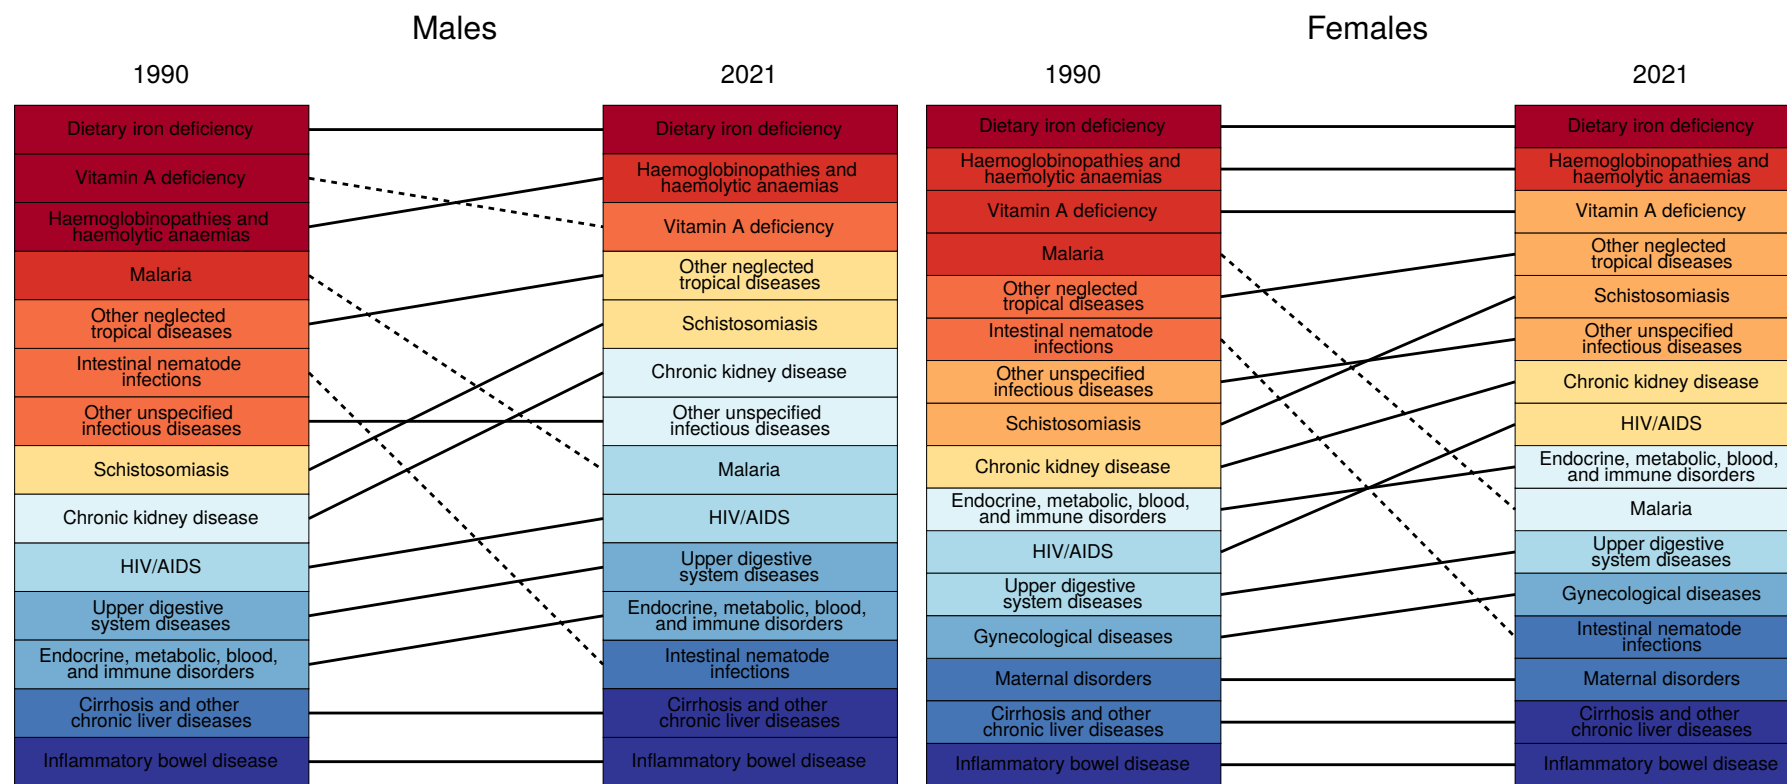 Males
1990
2021
Dietary iron deficiency
Vitamin A deficiency
Haemoglobinopathies and
haemolytic anaemias
Malaria
Other neglected
tropical diseases
Intestinal nematode
infections
Other unspecified
infectious diseases
Schistosomiasis
Chronic kidney disease
HIV/AIDS
Upper digestive
system diseases
Endocrine, metabolic, blood,
and immune disorders
Cirrhosis and other
chronic liver diseases
Inflammatory bowel disease
Dietary iron deficiency
Haemoglobinopathies and
haemolytic anaemias
Vitamin A deficiency
Other neglected
tropical diseases
Schistosomiasis
Chronic kidney disease
Other unspecified
infectious diseases
Malaria
HIV/AIDS
Upper digestive
system diseases
Endocrine, metabolic, blood,
and immune disorders
Intestinal nematode
infections
Cirrhosis and other
chronic liver diseases
Inflammatory bowel disease
Females
1990
2021
Dietary iron deficiency
Haemoglobinopathies and
haemolytic anaemias
Vitamin A deficiency
Malaria
Other neglected
tropical diseases
Intestinal nematode
infections
Other unspecified
infectious diseases
Schistosomiasis
Chronic kidney disease
Endocrine, metabolic, blood,
and immune disorders
HIV/AIDS
Upper digestive
system diseases
Gynecological diseases
Maternal disorders
Cirrhosis and other
chronic liver diseases
Inflammatory bowel disease
Dietary iron deficiency
Haemoglobinopathies and
haemolytic anaemias
Vitamin A deficiency
Other neglected
tropical diseases
Schistosomiasis
Other unspecified
infectious diseases
Chronic kidney disease
HIV/AIDS
Endocrine, metabolic, blood,
and immune disorders
Malaria
Upper digestive
system diseases
Gynecological diseases
Intestinal nematode
infections
Maternal disorders
Cirrhosis and other
chronic liver diseases
Inflammatory bowel disease